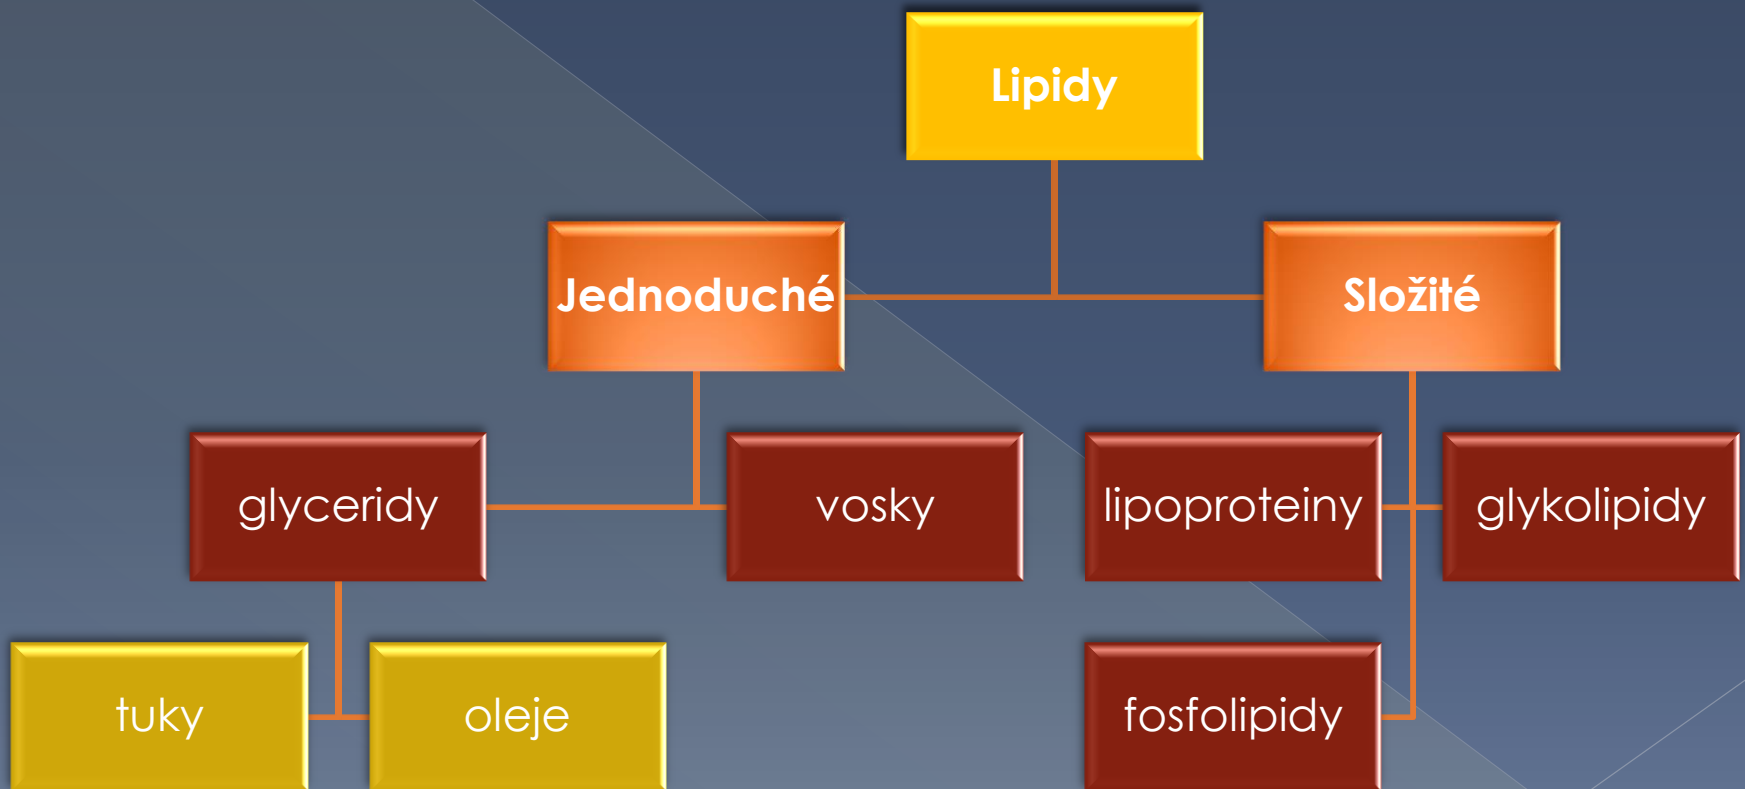 Lipidy
Jednoduché
Složité
glyceridy
vosky
lipoproteiny
glykolipidy
tuky
oleje
fosfolipidy